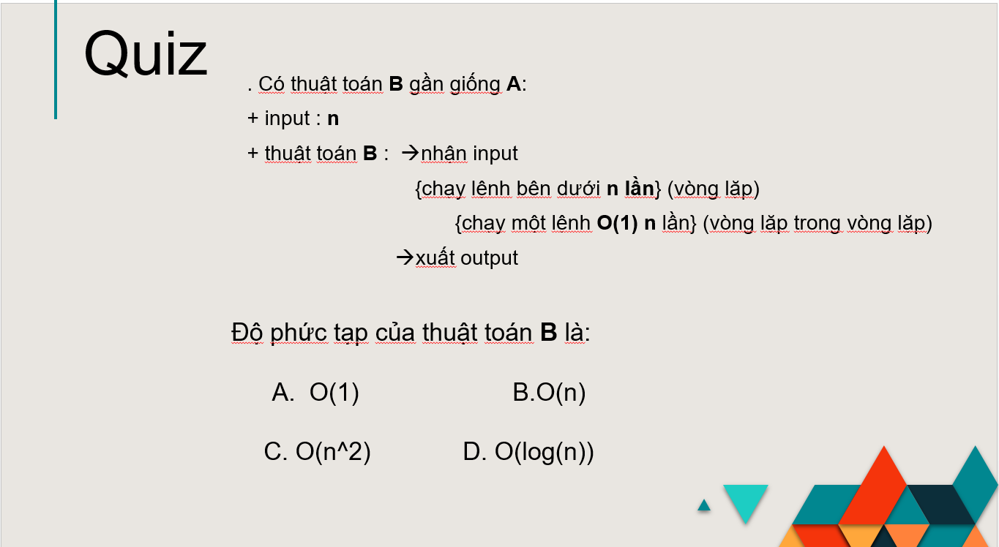 Quiz
. Có thuật toán B gần giống A:
+ input : n
+ thuật toán B : →nhận input
{chạy lệnh bên dưới n lần} (vòng lặp)
{chạy một lệnh O(1) n lần} (vòng lặp trong vòng lặp)
→xuất output
Độ phức tạp của thuật toán B là:
A. O(1) B.O(n)
C. O(n^2) D. O(log(n))